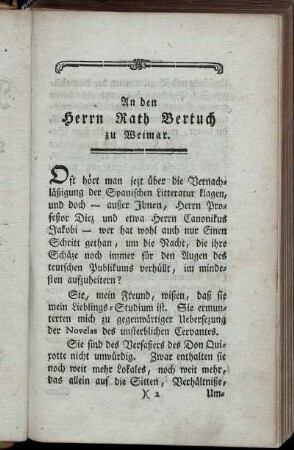 An den
Herrn Rath Bertuch
zu Weimar.
Oft hört man jezt über die Vernach-
läßigung der Spanischen Litteratur klagen,
und doch — außer Ihnen, Herrn Pro-
feßor Diez und etwa Herrn Canonikus
Jakobi — wer hat wohl auch nur Einen
Schritt gethan, um die Nacht, die ihre
Schäze noch immer für den Augen des
teutschen Publikums verhüllt, im minde-
sten aufzuheitern?
Sie, mein Freund, wißen, daß sie
mein Lieblings-Studium ist. Sie ermun-
terten mich zu gegenwärtiger Uebersetzung
der Novelas des unsterblichen Cervantes.
Sie sind des Verfaßers des Don Qui-
xotte nicht unwürdig. Zwar enthalten sie
noch weit mehr Lokales, noch weit mehr,
das allein auf die Sitten, Verhältniße,
)( 2 Um-